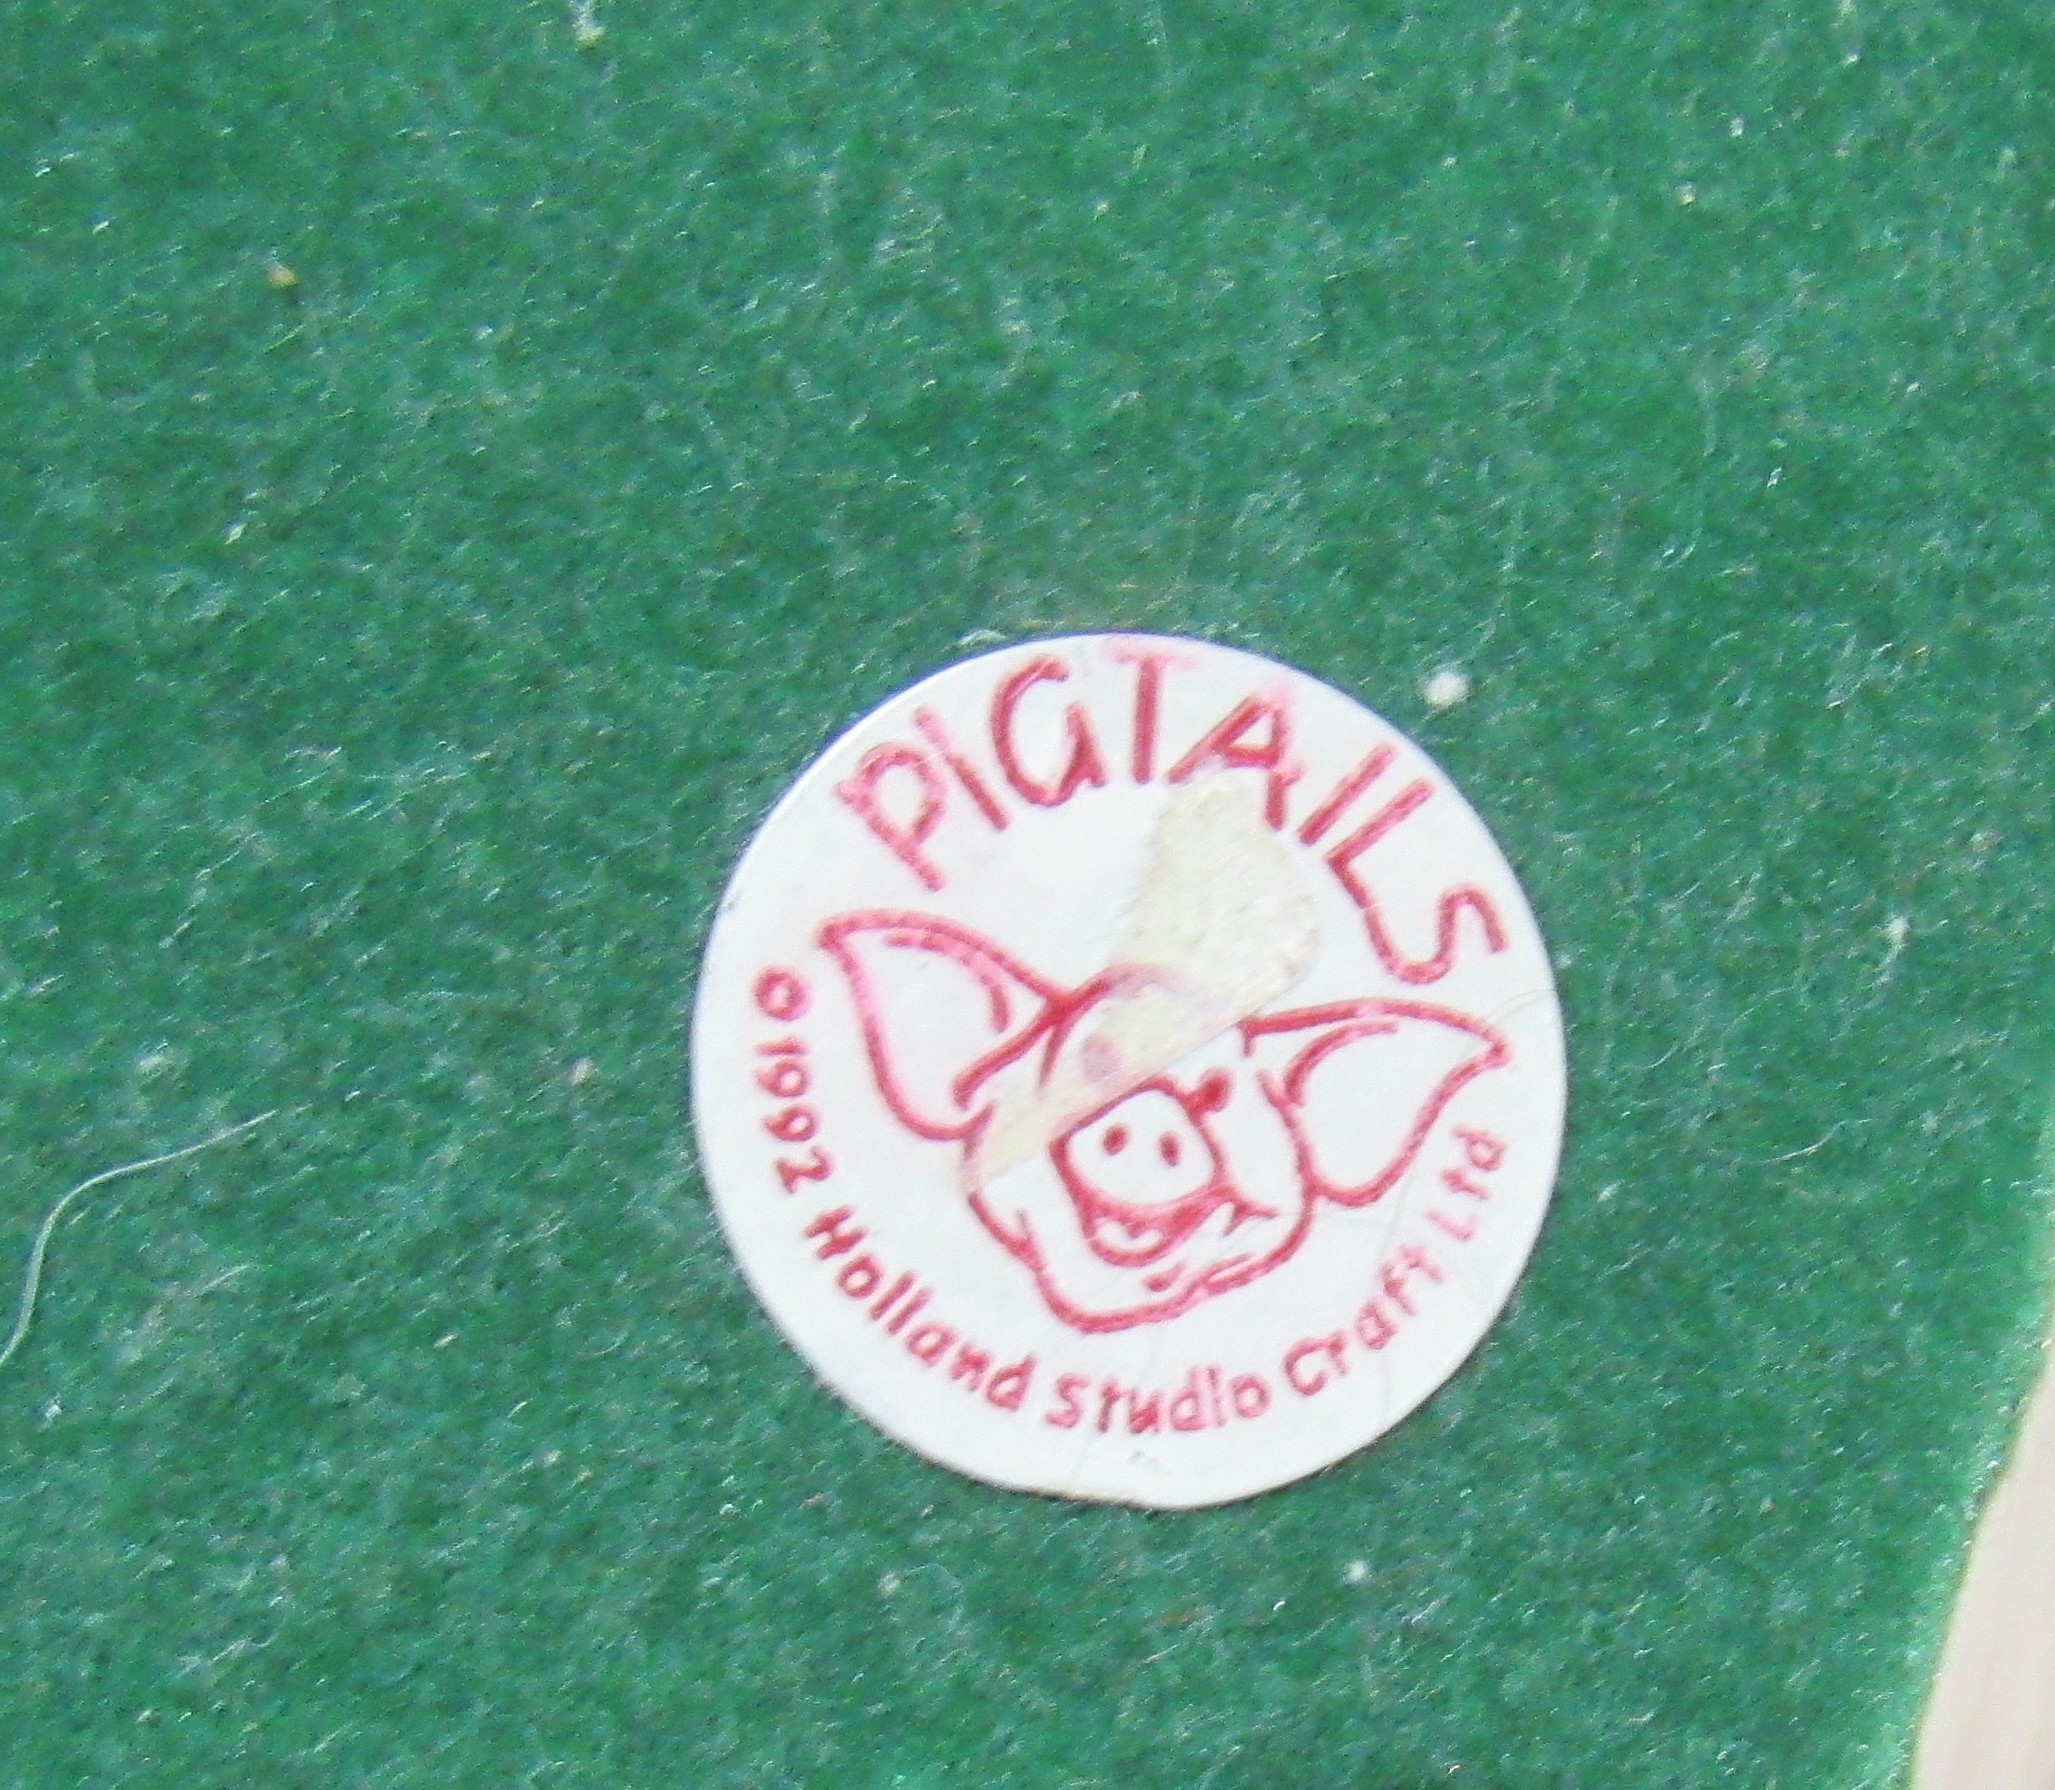 PIGTAILS
© 1992 Holland Studio Craft Ltd